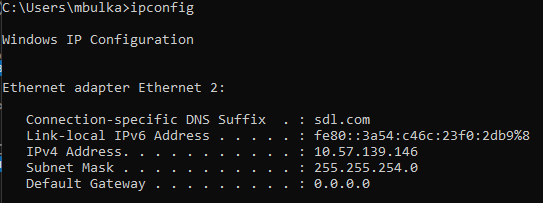 C:\Users\mbulka>ipconfig
Windows IP Configuration
Ethernet adapter Ethernet 2:
Connection-specific DNS Suffix  . : sdl.com
Link-local IPv6 Address . . . . . : fe80::3a54:c46c:23f0:2db9%8
IPv4 Address. . . . . . . . . . . : 10.57.139.146
Subnet Mask . . . . . . . . . . . : 255.255.254.0
Default Gateway . . . . . . . . . : 0.0.0.0